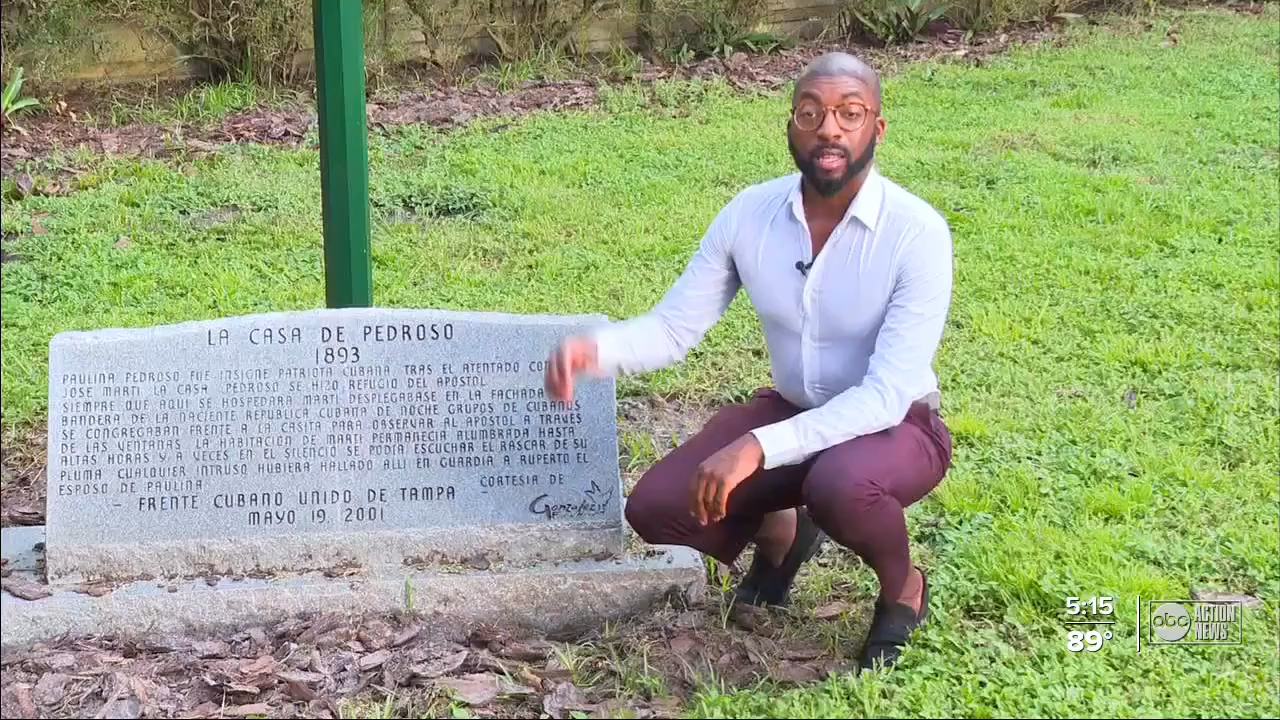 LA CASA DE PEDROSO
1893
PAULINA PEDROSO FUE INSIGNE PATRIOTA CUBANA. TRAS EL ATENTADO
JOSE MARTI, LA CASA PEDROSO SE HIZO REFUGIO DEL APOSTOL.
SIEMPRE QUE AQUI SE HOSPEDARA MARTI DESPLEGABASE EN LA FACHADA
BANDERA DE LA NACIENTE REPUBLICA CUBANA. DE NOCHE GRUPOS DE CUBANOS
SE CONGREGABAN FRENTE A LA CASITA PARA OBSERVAR AL APOSTOL A TRAVES
DE LAS VENTANAS. LA HABITACION DE MARTI PERMANECIA ALUMBRADA HASTA
ALTAS HORAS Y, A VECES EN EL SILENCIO SE PODIA ESCUCHAR EL RASCAR DE SU
PLUMA. CUALQUIER INTRUSO HUBIERA HALLADO ALLI EN GUARDIA A RUPERTO EL
ESPOSO DE PAULINA.
CORTESIA DE
- FRENTE CUBANO UNIDO DE TAMPA -
MAYO 19, 2001
5:15
89°
abc ACTION NEWS